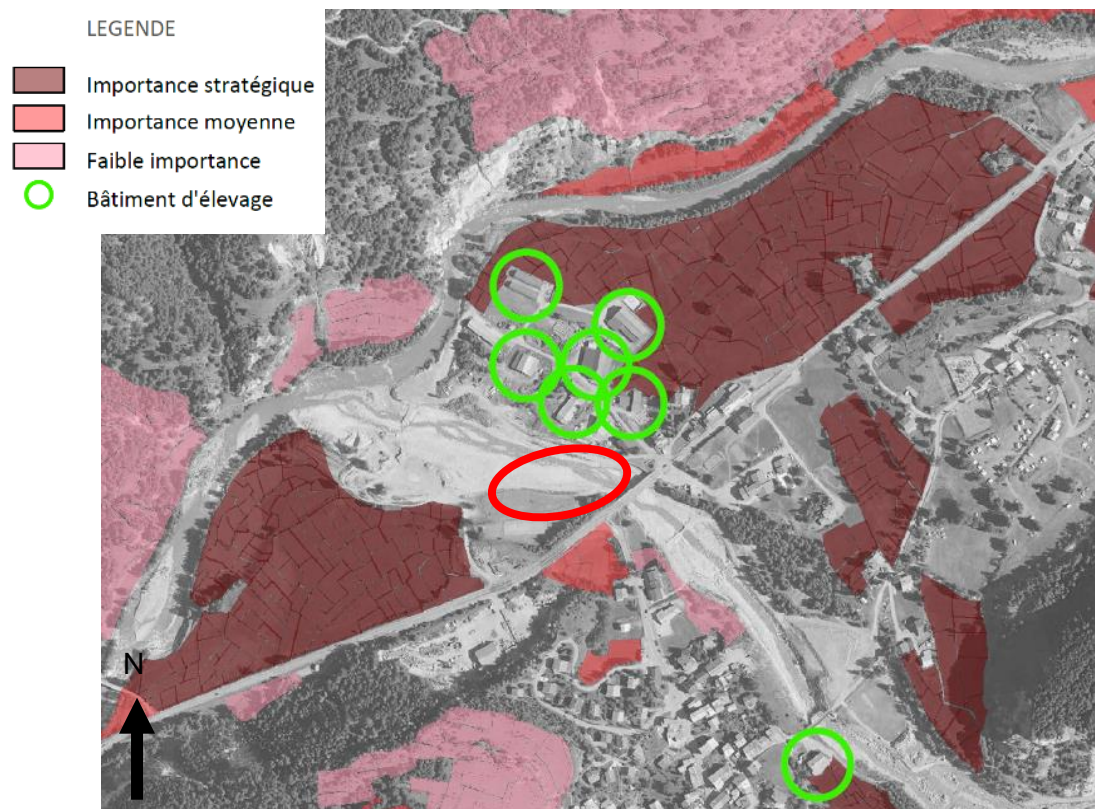 LEGENDE
Importance stratégique
Importance moyenne
Faible importance
Bâtiment d'élevage
N